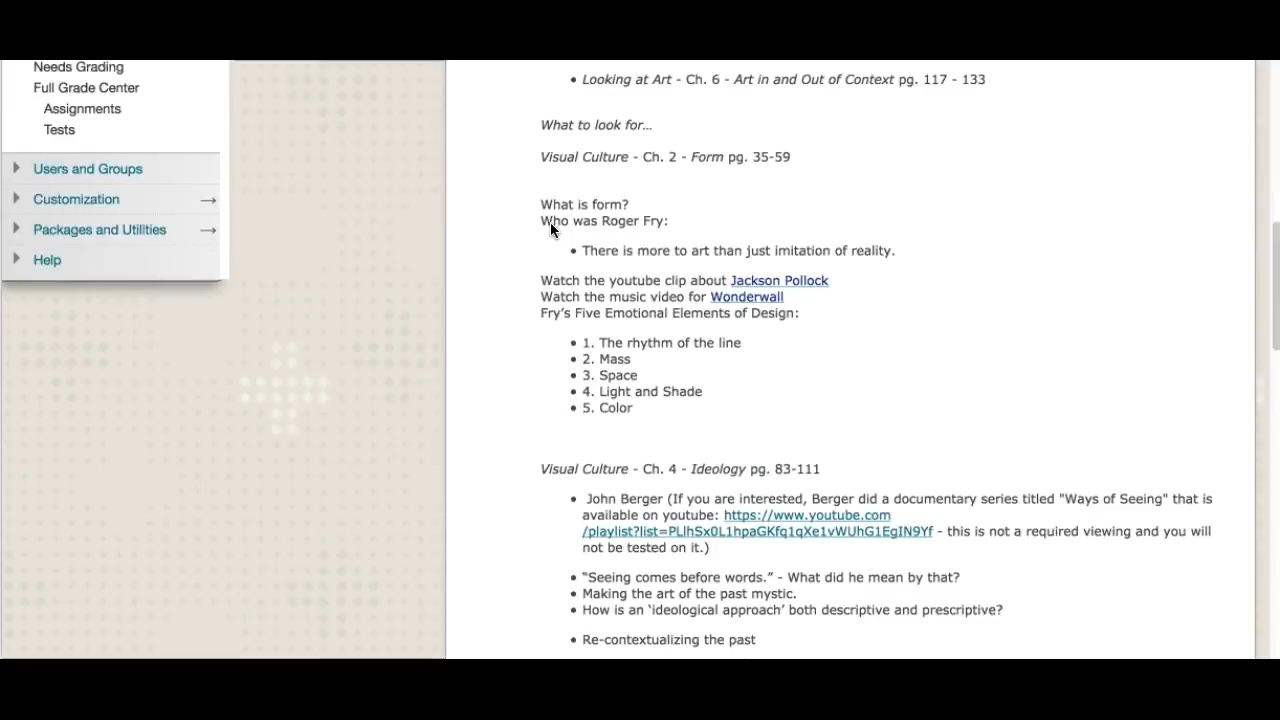 Needs Grading
Full Grade Center
Assignments
Tests
Users and Groups
Customization
Packages and Utilities
Help
• Looking at Art - Ch. 6 - Art in and Out of Context pg. 117 - 133
What to look for...
Visual Culture - Ch. 2 - Form pg. 35-59
What is form?
Who was Roger Fry:
• There is more to art than just imitation of reality.
Watch the youtube clip about Jackson Pollock
Watch the music video for Wonderwall
Fry's Five Emotional Elements of Design:
• 1. The rhythm of the line
• 2. Mass
• 3. Space
• 4. Light and Shade
• 5. Color
Visual Culture - Ch. 4 - Ideology pg. 83-111
• John Berger (If you are interested, Berger did a documentary series titled "Ways of Seeing" that is
available on youtube: https://www.youtube.com
/playlist?list=PLlhSx0L1hpaGKfq1qXe1vWUhG1EgIN9Yf - this is not a required viewing and you will
not be tested on it.)
• “Seeing comes before words.” - What did he mean by that?
• Making the art of the past mystic.
• How is an ‘ideological approach’ both descriptive and prescriptive?
• Re-contextualizing the past